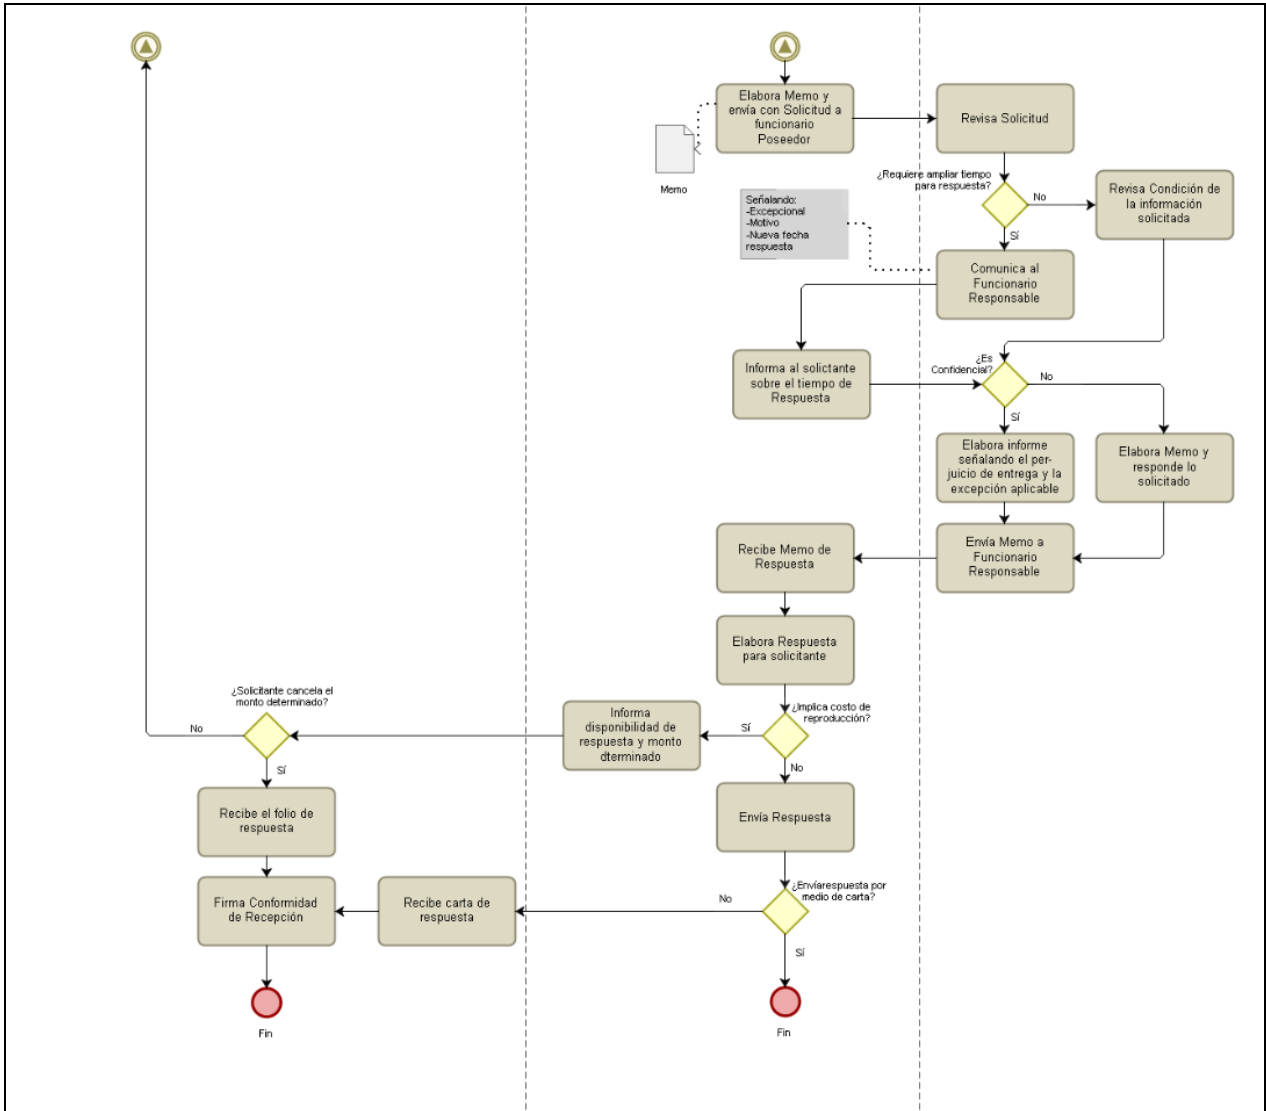 Elabora Memo y
envía con Solicitud a
funcionario
Poseedor
Revisa Solicitud
Memo
¿Requiere ampliar tiempo
para respuesta?
No
Revisa Condición de
la información
solicitada
Señalando:
-Excepcional
-Motivo
-Nueva fecha
respuesta
Sí
Comunica al
Funcionario
Responsable
Informa al solictante
sobre el tiempo de
Respuesta
¿Es
Confidencial?
No
Sí
Elabora informe
señalando el per-
juicio de entrega y la
excepción aplicable
Elabora Memo y
responde lo
solicitado
Recibe Memo de
Respuesta
Envía Memo a
Funcionario
Responsable
Elabora Respuesta
para solicitante
¿Solicitante cancela el
monto determinado?
No
Informa
disponibilidad de
respuesta y monto
dterminado
Sí
¿Implica costo de
reproducción?
Sí
No
Recibe el folio de
respuesta
Envía Respuesta
Firma Conformidad
de Recepción
Recibe carta de
respuesta
No
¿Envíarespuesta por
medio de carta?
Sí
Fin
Fin